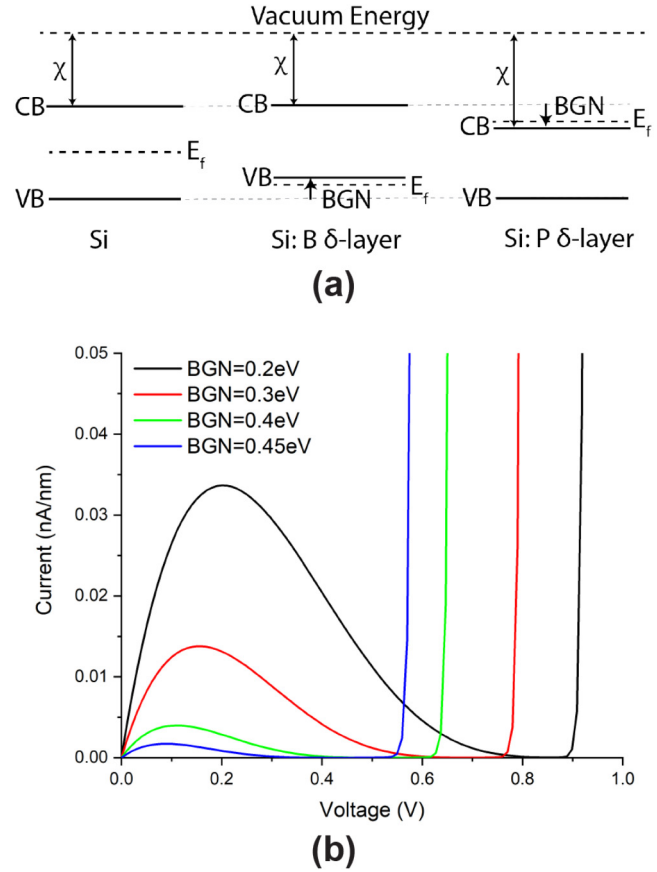 Vacuum Energy
χ χ χ
CB CB CB BGN E_f
E_f
VB VB BGN E_f VB
Si Si: B δ-layer Si: P δ-layer
(a)
0.05
0.04
0.03
0.02
0.01
0.00
Current (nA/nm)
BGN=0.2eV
BGN=0.3eV
BGN=0.4eV
BGN=0.45eV
0.0 0.2 0.4 0.6 0.8 1.0
Voltage (V)
(b)